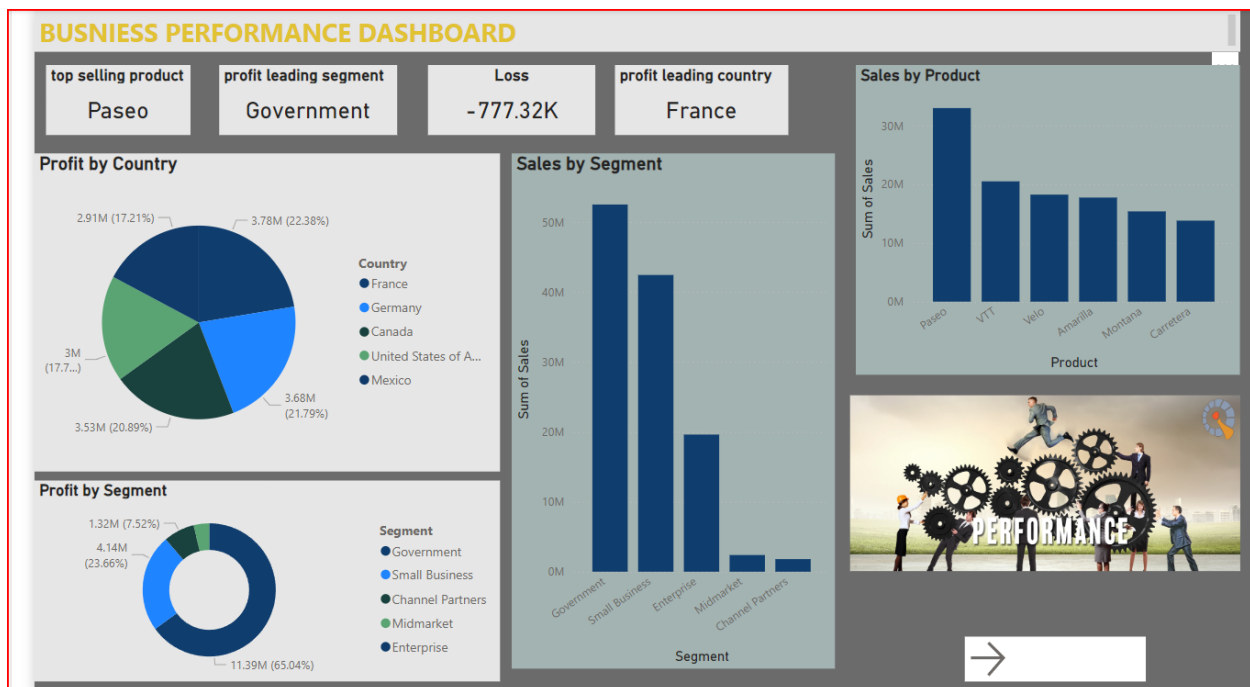 BUSNIESS PERFORMANCE DASHBOARD
top selling product
Paseo
profit leading segment
Government
Loss
-777.32K
profit leading country
France
Profit by Country
2.91M (17.21%)
3.78M (22.38%)
3M
(17.7...)
3.68M
(21.79%)
3.53M (20.89%)
Country
France
Germany
Canada
United States of A...
Mexico
Profit by Segment
1.32M (7.52%)
4.14M
(23.66%)
11.39M (65.04%)
Segment
Government
Small Business
Channel Partners
Midmarket
Enterprise
Sales by Segment
Sum of Sales
50M
40M
30M
20M
10M
0M
Government
Small Business
Enterprise
Midmarket
Channel Partners
Segment
Sales by Product
Sum of Sales
30M
20M
10M
0M
Paseo
VTT
Velo
Amarilla
Montana
Carretera
Product
PERFORMANCE